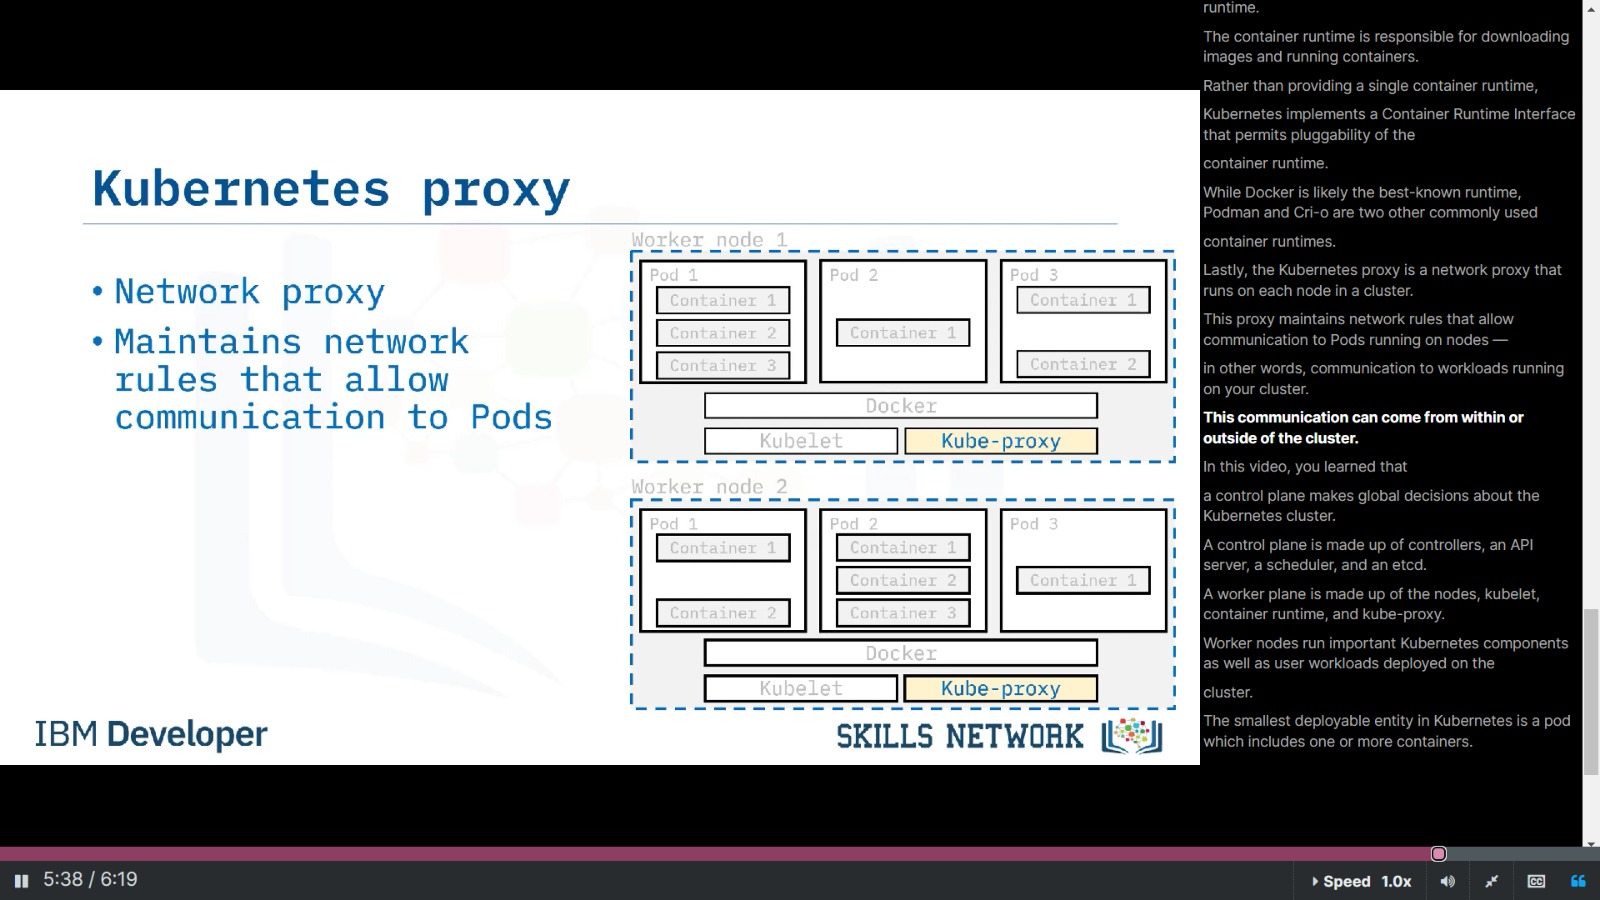 Kubernetes proxy
• Network proxy
• Maintains network
rules that allow
communication to Pods
Worker node 1
Pod 1
Container 1
Container 2
Container 3
Pod 2
Container 1
Pod 3
Container 1
Container 2
Docker
Kubelet
Kube-proxy
Worker node 2
Pod 1
Container 1
Container 2
Pod 2
Container 1
Container 2
Container 3
Pod 3
Container 1
Docker
Kubelet
Kube-proxy
IBM Developer
SKILLS NETWORK
runtime.
The container runtime is responsible for downloading
images and running containers.
Rather than providing a single container runtime,
Kubernetes implements a Container Runtime Interface
that permits pluggability of the
container runtime.
While Docker is likely the best-known runtime,
Podman and Cri-o are two other commonly used
container runtimes.
Lastly, the Kubernetes proxy is a network proxy that
runs on each node in a cluster.
This proxy maintains network rules that allow
communication to Pods running on nodes —
in other words, communication to workloads running
on your cluster.
This communication can come from within or
outside of the cluster.
In this video, you learned that
a control plane makes global decisions about the
Kubernetes cluster.
A control plane is made up of controllers, an API
server, a scheduler, and an etcd.
A worker plane is made up of the nodes, kubelet,
container runtime, and kube-proxy.
Worker nodes run important Kubernetes components
as well as user workloads deployed on the
cluster.
The smallest deployable entity in Kubernetes is a pod
which includes one or more containers.
5:38 / 6:19
Speed 1.0x
CC